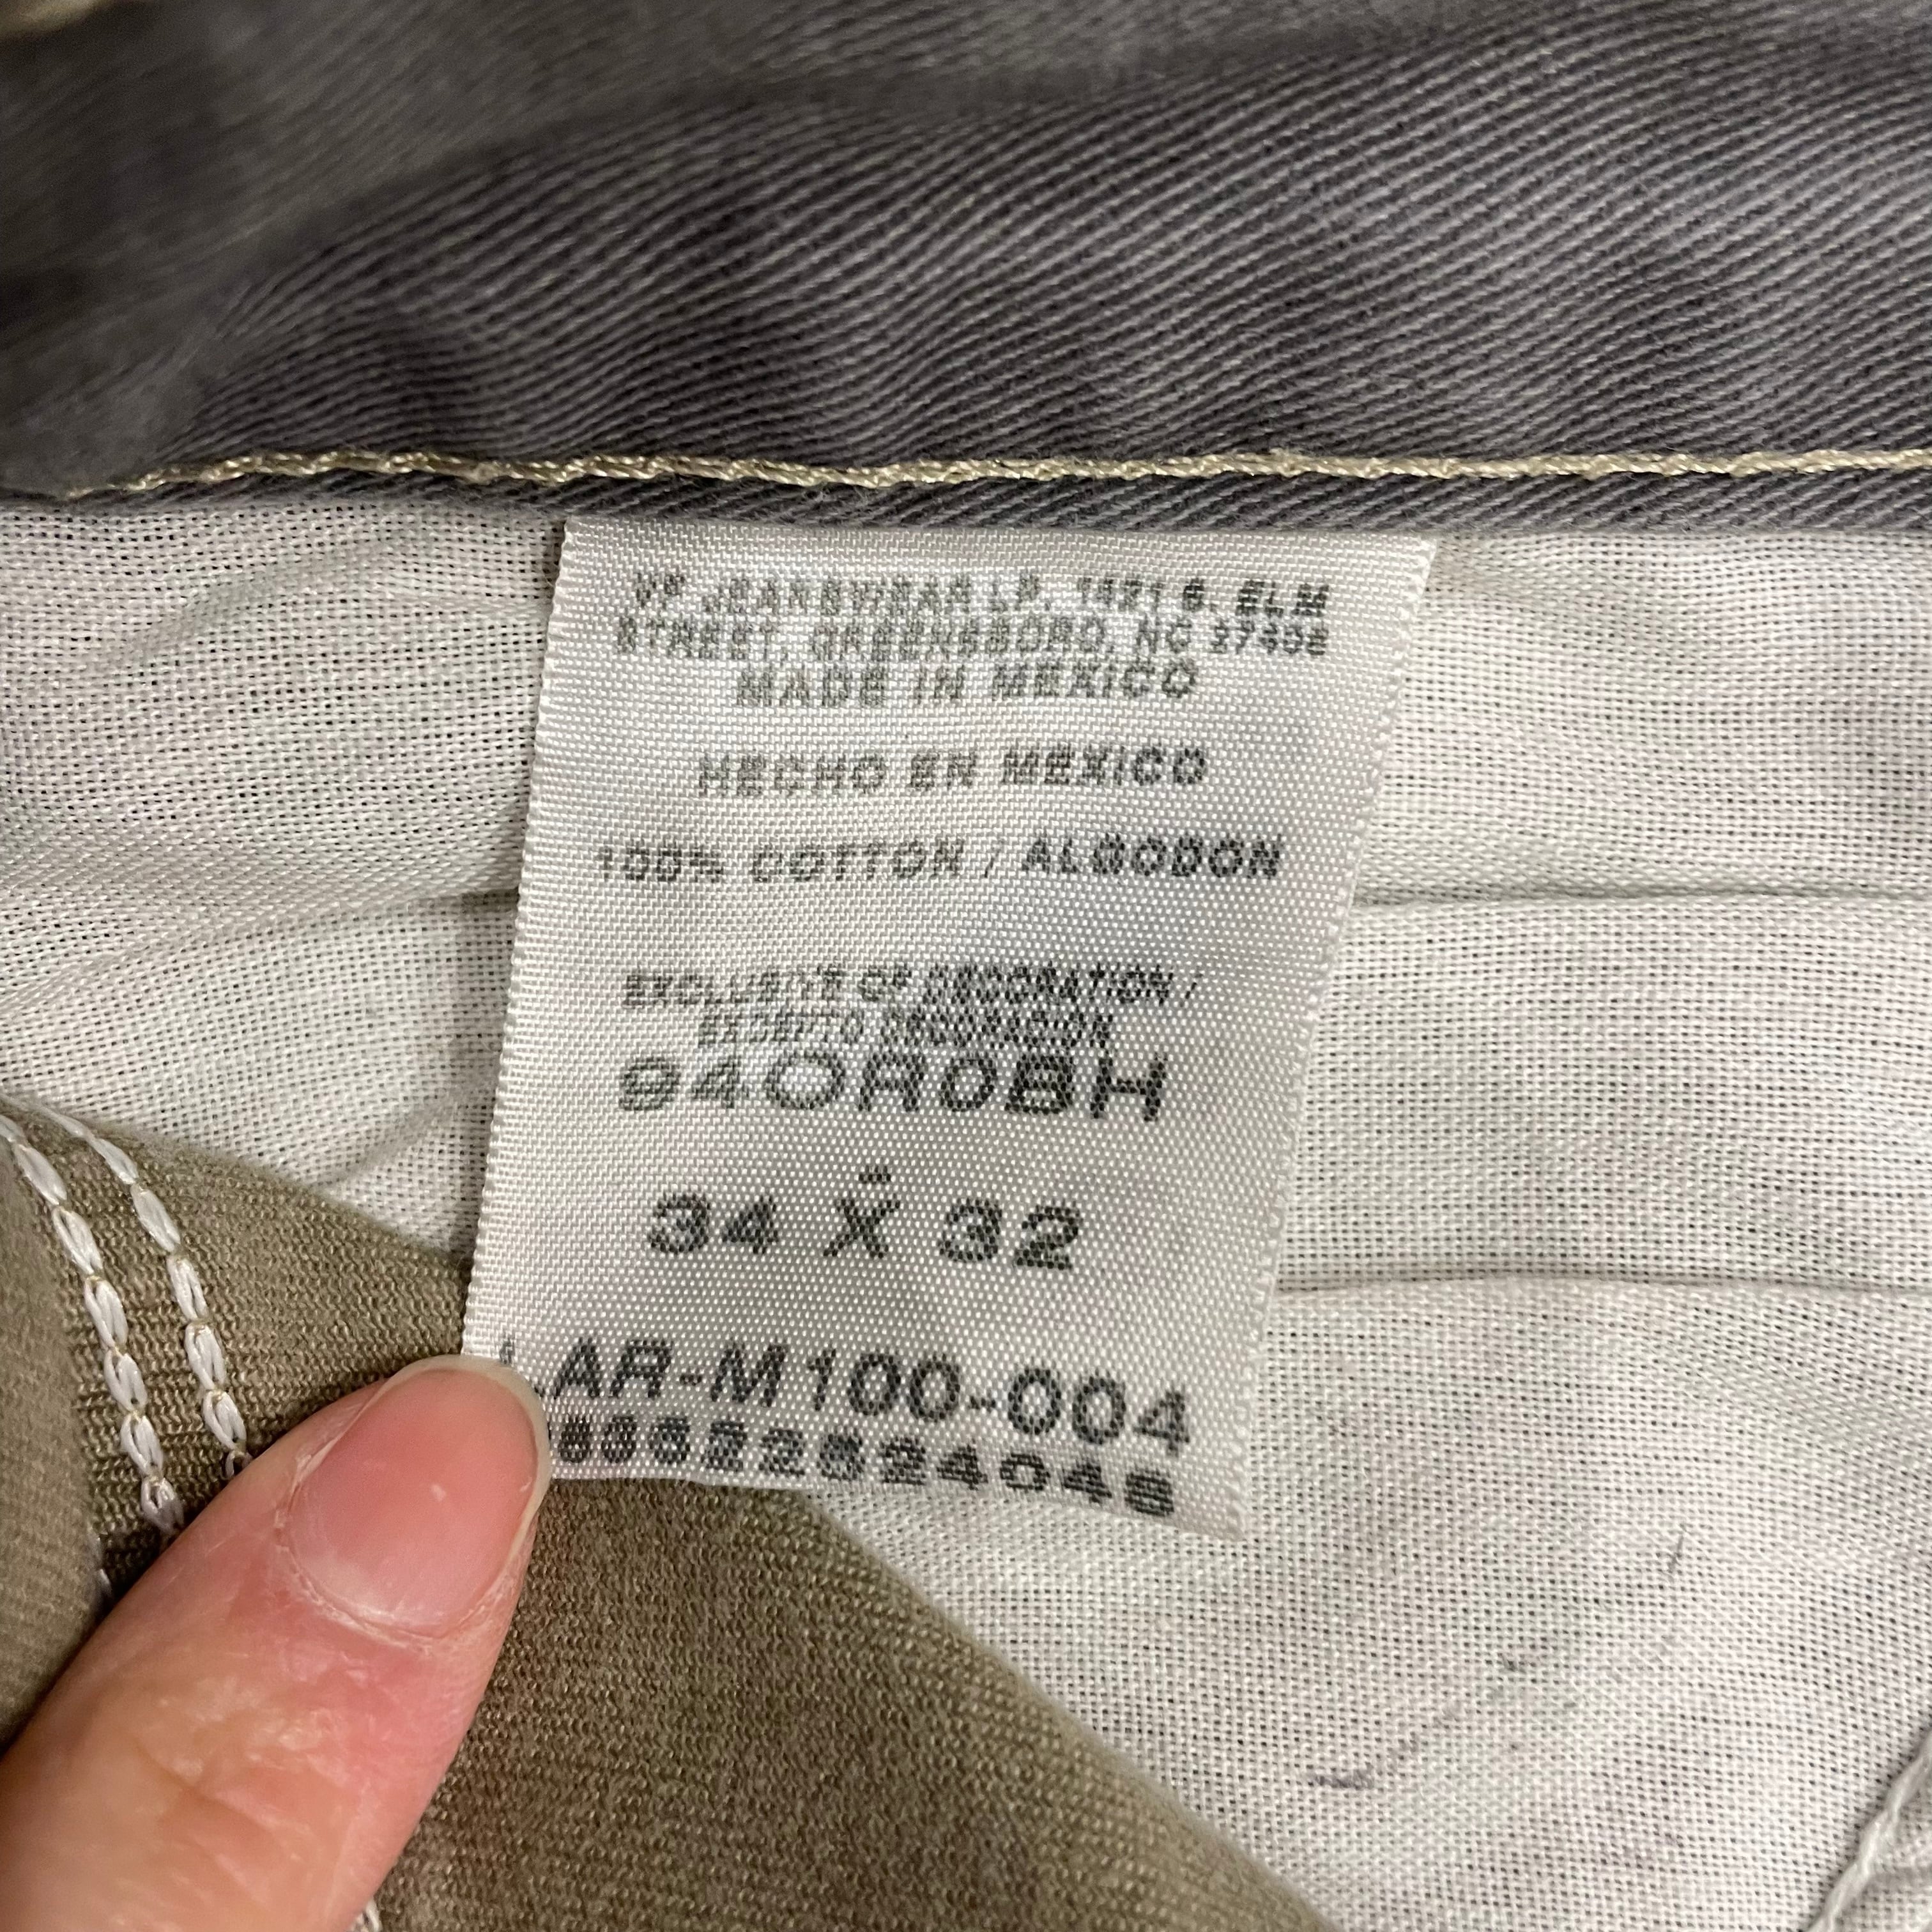 VF JEANSWEAR LP, 1421 S. ELM
STREET, GREENSBORO, NC 27406
MADE IN MEXICO
HECHO EN MEXICO
100% COTTON / ALGODON
EXCLUSIVE OF DECORATION /
EXCEPTO DECORACION
94OR0BH
34 X 32
AR-M100-004